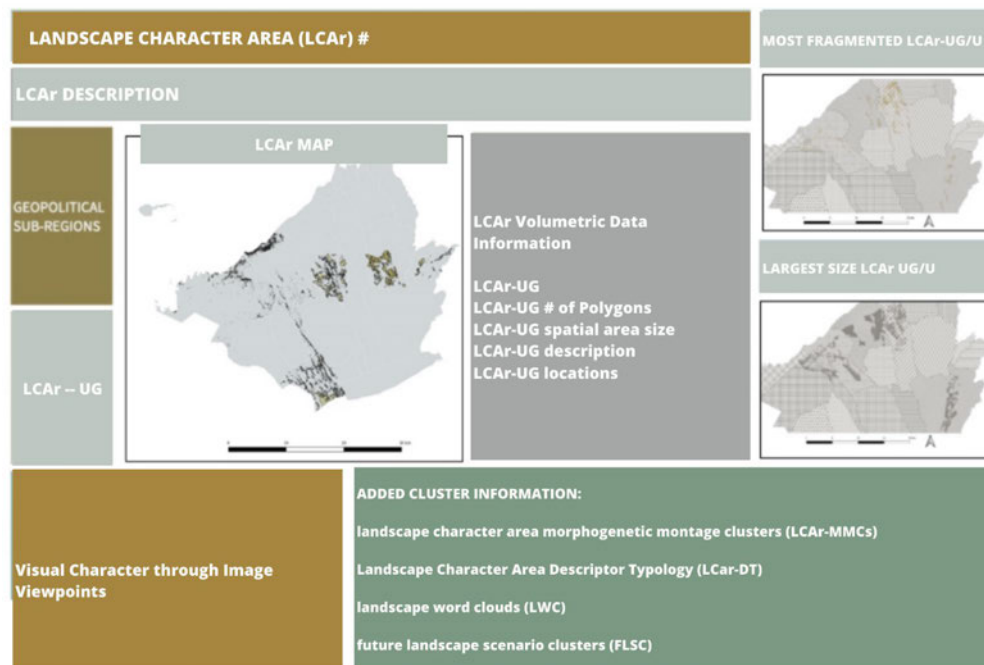 LANDSCAPE CHARACTER AREA (LCAr) #
MOST FRAGMENTED LCAr-UG/U
LCAr DESCRIPTION
LCAr MAP
GEOPOLITICAL
SUB-REGIONS
LCAr Volumetric Data
Information
LCAr-UG
LCAr-UG # of Polygons
LCAr-UG spatial area size
LCAr-UG description
LCAr-UG locations
LARGEST SIZE LCAr UG/U
LCAr -- UG
Visual Character through Image
Viewpoints
ADDED CLUSTER INFORMATION:
landscape character area morphogenetic montage clusters (LCAr-MMCs)
Landscape Character Area Descriptor Typology (LCar-DT)
landscape word clouds (LWC)
future landscape scenario clusters (FLSC)